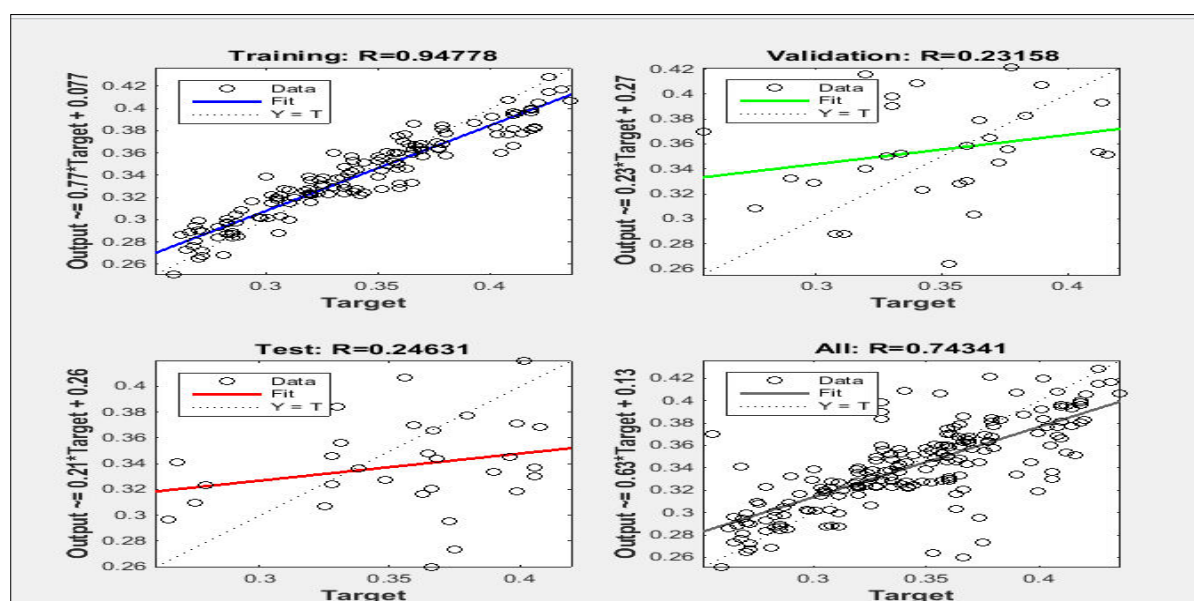 Training: R=0.94778
Output ~= 0.77*Target + 0.077
0.42
0.4
0.38
0.36
0.34
0.32
0.3
0.28
0.26
Data
Fit
Y = T
0.3
0.4
Target
Validation: R=0.23158
Output ~= 0.23*Target + 0.27
0.42
0.4
0.38
0.36
0.34
0.32
0.3
0.28
0.26
Data
Fit
Y = T
0.3
0.35
0.4
Target
Test: R=0.24631
Output ~= 0.21*Target + 0.26
0.4
0.38
0.36
0.34
0.32
0.3
0.28
0.26
Data
Fit
Y = T
0.3
0.35
0.4
Target
All: R=0.74341
Output ~= 0.63*Target + 0.13
0.42
0.4
0.38
0.36
0.34
0.32
0.3
0.28
0.26
Data
Fit
Y = T
0.3
0.35
0.4
Target